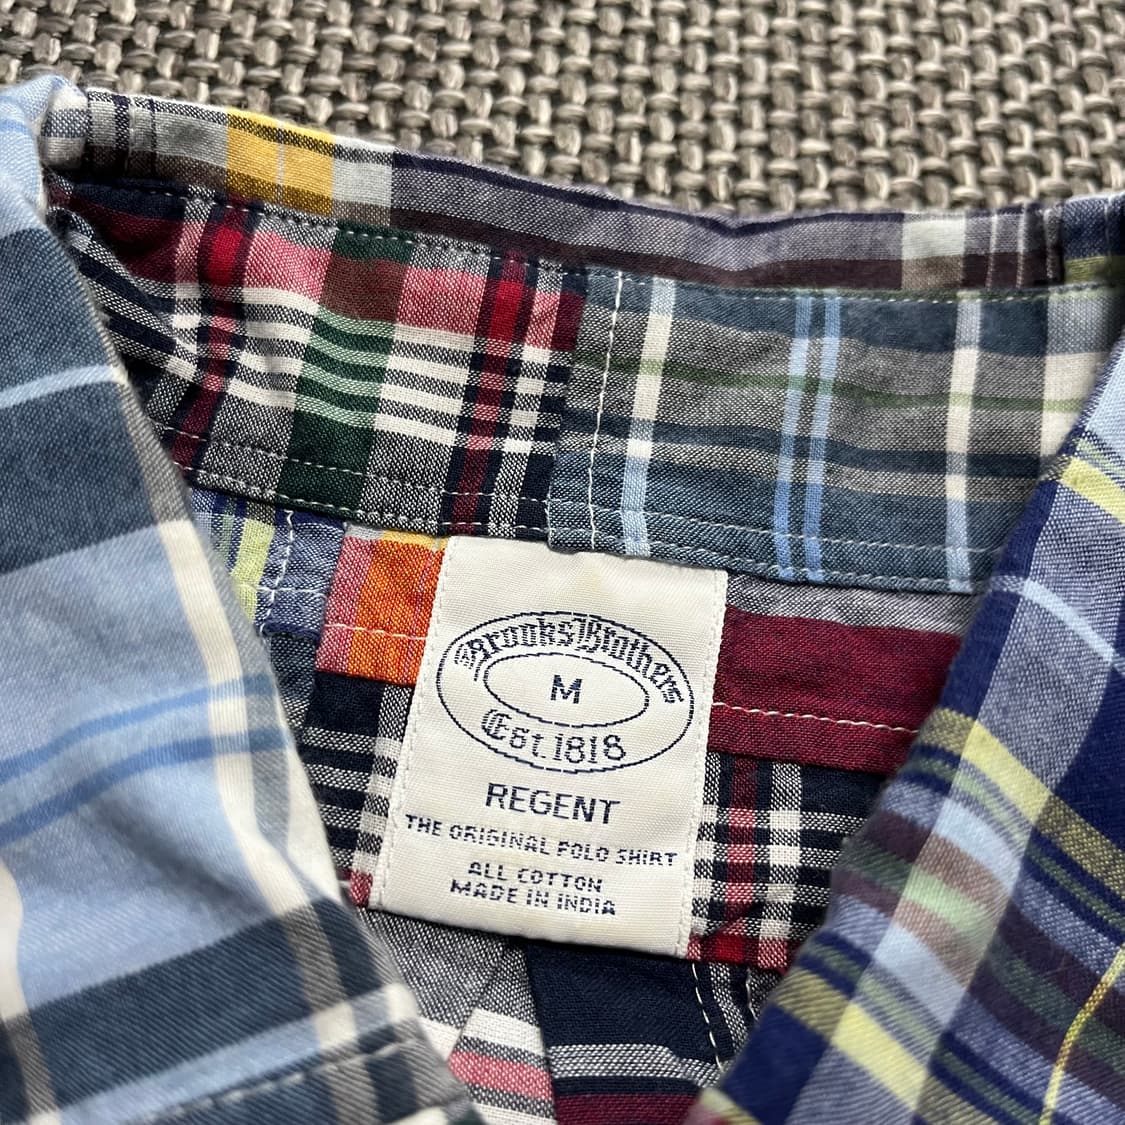 Brooks Brothers
M
Est. 1818
REGENT
THE ORIGINAL POLO SHIRT
ALL COTTON
MADE IN INDIA